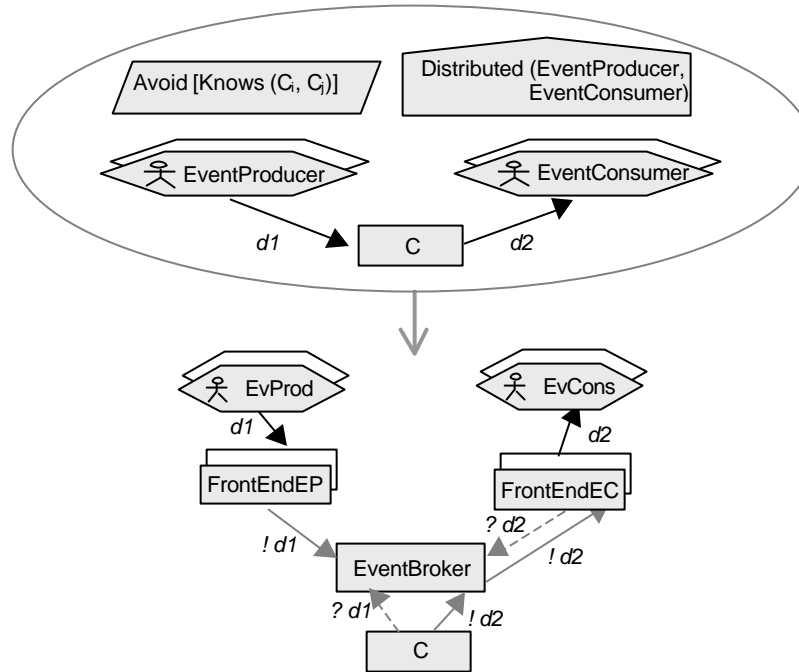 Avoid [Knows (Ci, Cj)]
Distributed (EventProducer,
EventConsumer)
EventProducer
EventConsumer
d1
C
d2
EvProd
EvCons
d1
d2
FrontEndEP
FrontEndEC
? d2
! d1
! d2
EventBroker
? d1
! d2
C